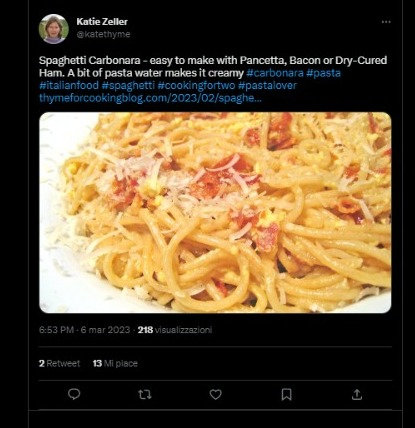 Katie Zeller
@katethyme
Spaghetti Carbonara - easy to make with Pancetta, Bacon or Dry-Cured
Ham. A bit of pasta water makes it creamy #carbonara #pasta
#italianfood #spaghetti #cookingfortwo #pastalover
thymeforcookingblog.com/2023/02/spaghe...
6:53 PM · 6 mar 2023 · 218 visualizzazioni
2 Retweet 13 Mi piace